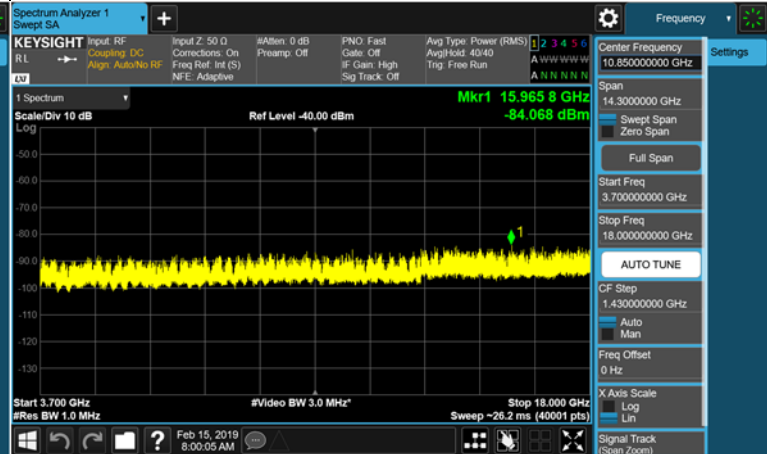 Spectrum Analyzer 1
Swept SA
Frequency
KEYSIGHT
RL
LXI
Input: RF
Coupling: DC
Align: Auto/No RF
Input Z: 50 Ω
Corrections: On
Freq Ref: Int (S)
NFE: Adaptive
#Atten: 0 dB
Preamp: Off
PNO: Fast
Gate: Off
IF Gain: High
Sig Track: Off
Avg Type: Power (RMS)
Avg|Hold: 40/40
Trig: Free Run
1 2 3 4 5 6
A W W W W W
A N N N N N
1 Spectrum
Mkr1 15.965 8 GHz
Scale/Div 10 dB
Ref Level -40.00 dBm
-84.068 dBm
Log
-50.0
-60.0
-70.0
-80.0
1
-90.0
-100
-110
-120
-130
Start 3.700 GHz
#Video BW 3.0 MHz*
Stop 18.000 GHz
#Res BW 1.0 MHz
Sweep ~26.2 ms (40001 pts)
?
Feb 15, 2019
8:00:05 AM
Center Frequency
10.850000000 GHz
Settings
Span
14.3000000 GHz
Swept Span
Zero Span
Full Span
Start Freq
3.700000000 GHz
Stop Freq
18.000000000 GHz
AUTO TUNE
CF Step
1.430000000 GHz
Auto
Man
Freq Offset
0 Hz
X Axis Scale
Log
Lin
Signal Track
(Span Zoom)